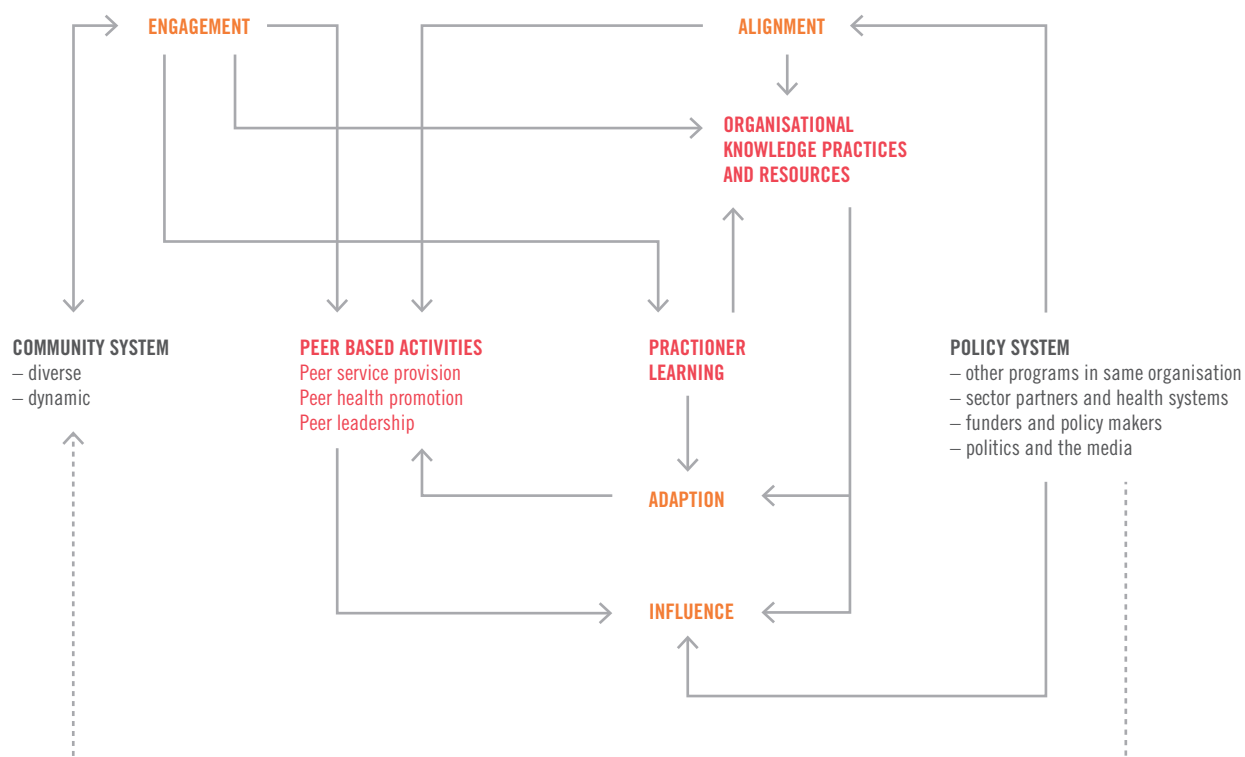 ENGAGEMENT
ALIGNMENT
ORGANISATIONAL
KNOWLEDGE PRACTICES
AND RESOURCES
COMMUNITY SYSTEM
– diverse
– dynamic
PEER BASED ACTIVITIES
Peer service provision
Peer health promotion
Peer leadership
PRACTIONER
LEARNING
POLICY SYSTEM
– other programs in same organisation
– sector partners and health systems
– funders and policy makers
– politics and the media
ADAPTION
INFLUENCE